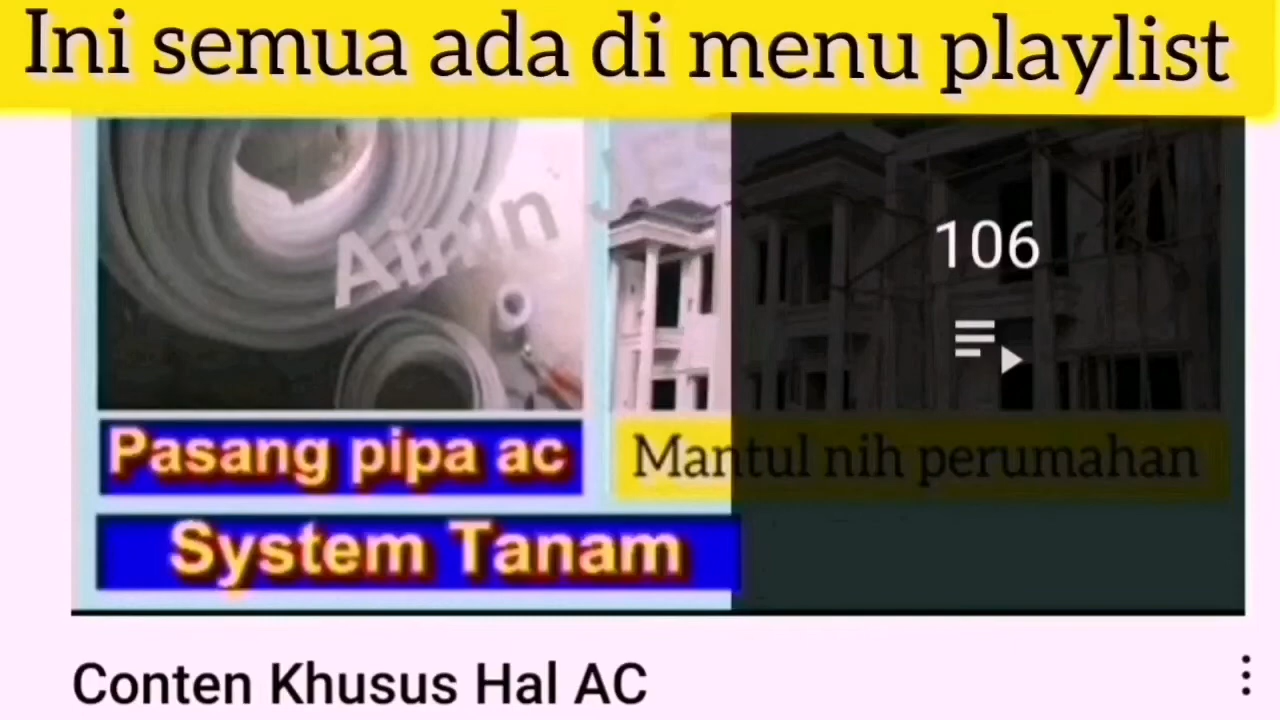 Ini semua ada di menu playlist
Ainun
106
Pasang pipa ac
Mantul nih perumahan
System Tanam
Conten Khusus Hal AC